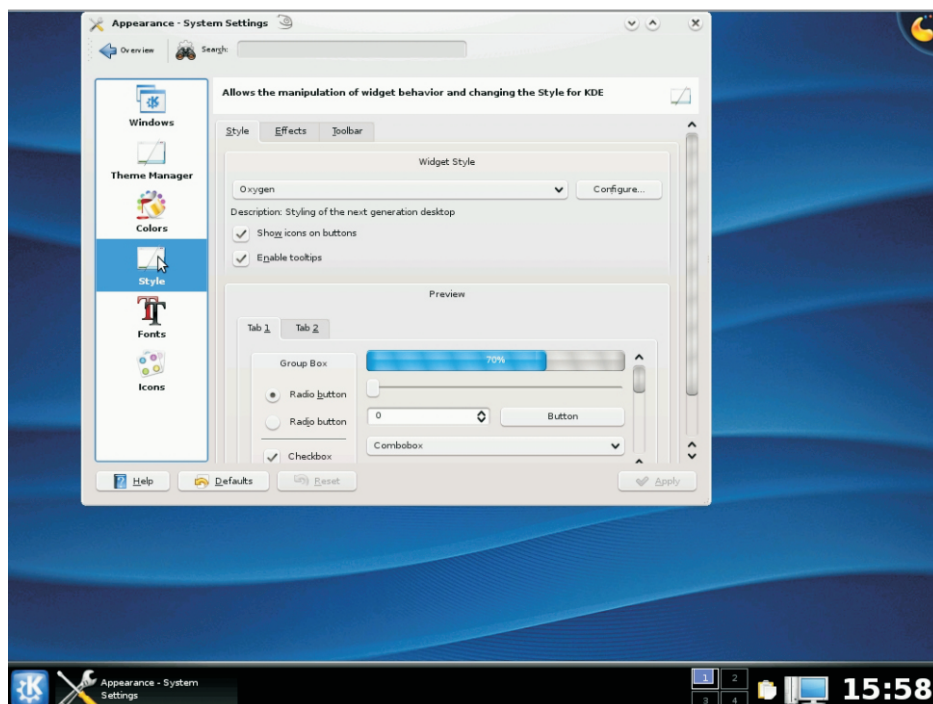 Appearance - System Settings
Overview
Search:
Allows the manipulation of widget behavior and changing the Style for KDE
Windows
Theme Manager
Colors
Style
Fonts
Icons
Style Effects Toolbar
Widget Style
Oxygen
Configure...
Description: Styling of the next generation desktop
Show icons on buttons
Enable tooltips
Preview
Tab 1 Tab 2
Group Box
70%
Radio button
0
Button
Radio button
Combobox
Checkbox
Help
Defaults
Reset
Apply
Appearance - System
Settings
1 2
3 4
15:58